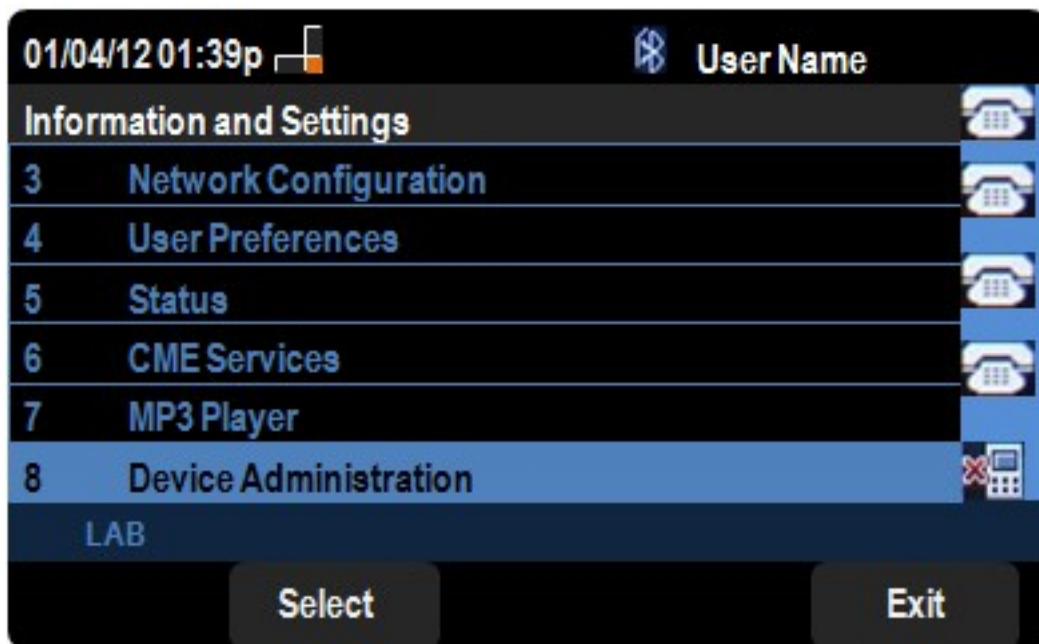 01/04/12 01:39p User Name
Information and Settings
3 Network Configuration
4 User Preferences
5 Status
6 CME Services
7 MP3 Player
8 Device Administration
LAB
Select Exit